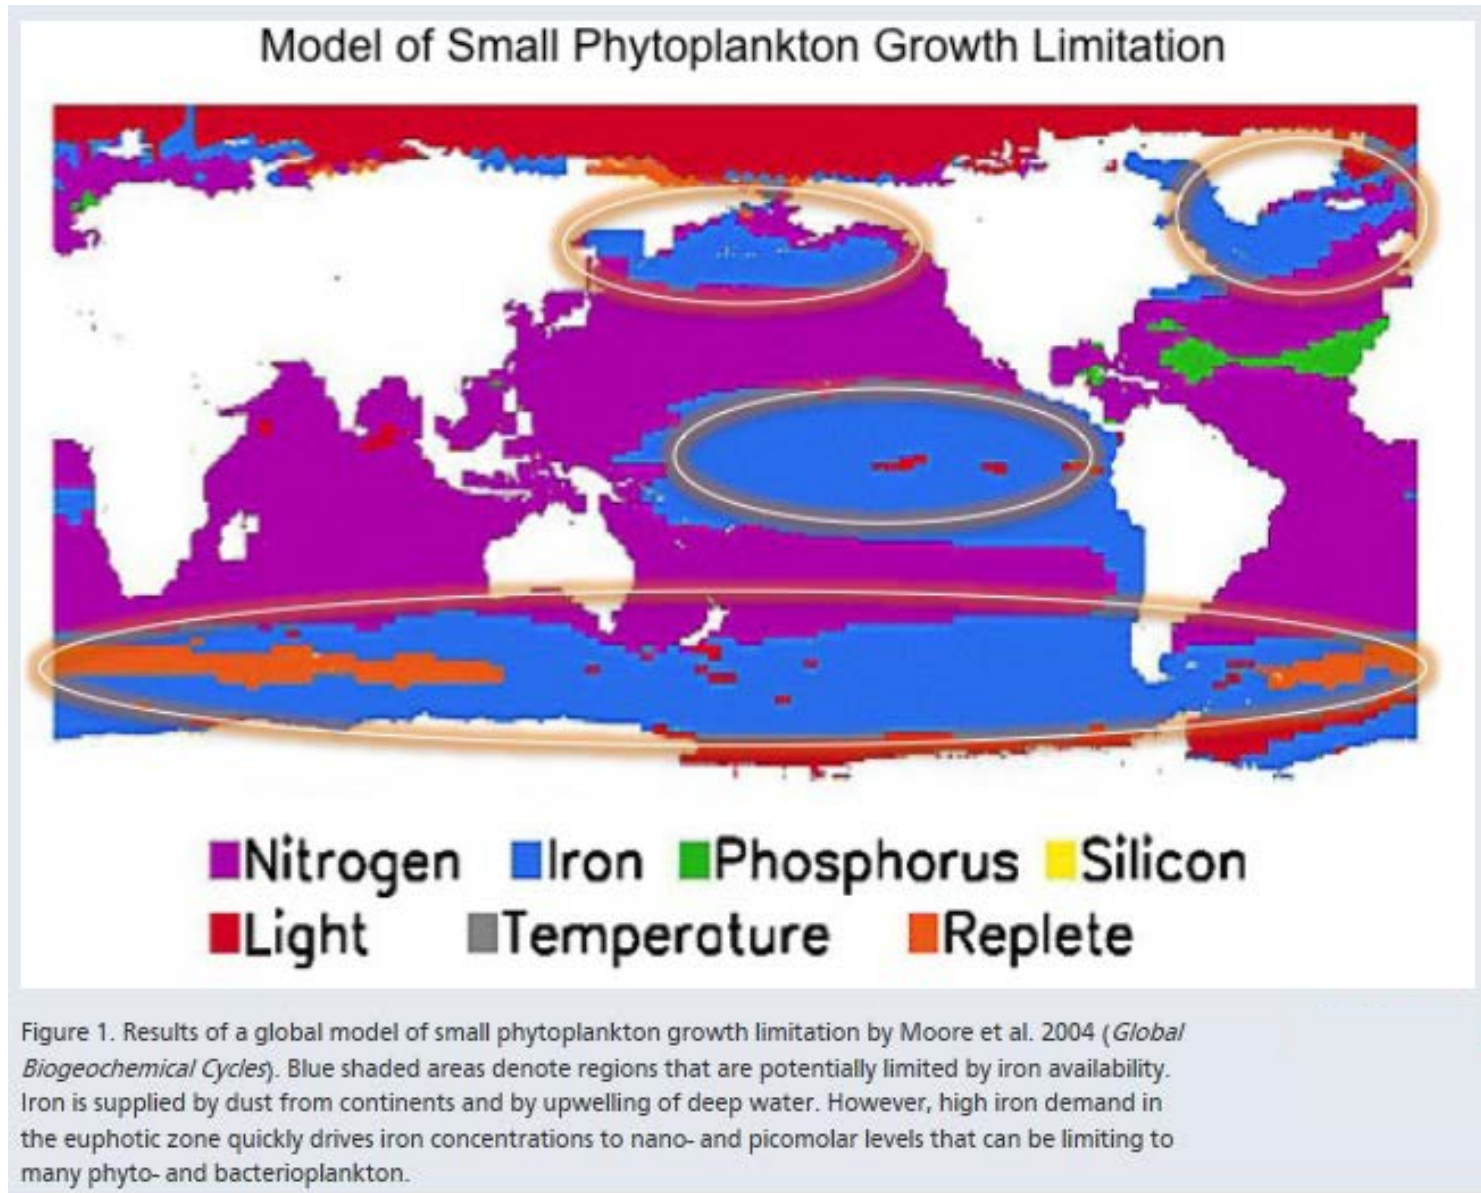 Model of Small Phytoplankton Growth Limitation
Nitrogen Iron Phosphorus Silicon
Light Temperature Replete
Figure 1. Results of a global model of small phytoplankton growth limitation by Moore et al. 2004 (Global
Biogeochemical Cycles). Blue shaded areas denote regions that are potentially limited by iron availability.
Iron is supplied by dust from continents and by upwelling of deep water. However, high iron demand in
the euphotic zone quickly drives iron concentrations to nano- and picomolar levels that can be limiting to
many phyto- and bacterioplankton.